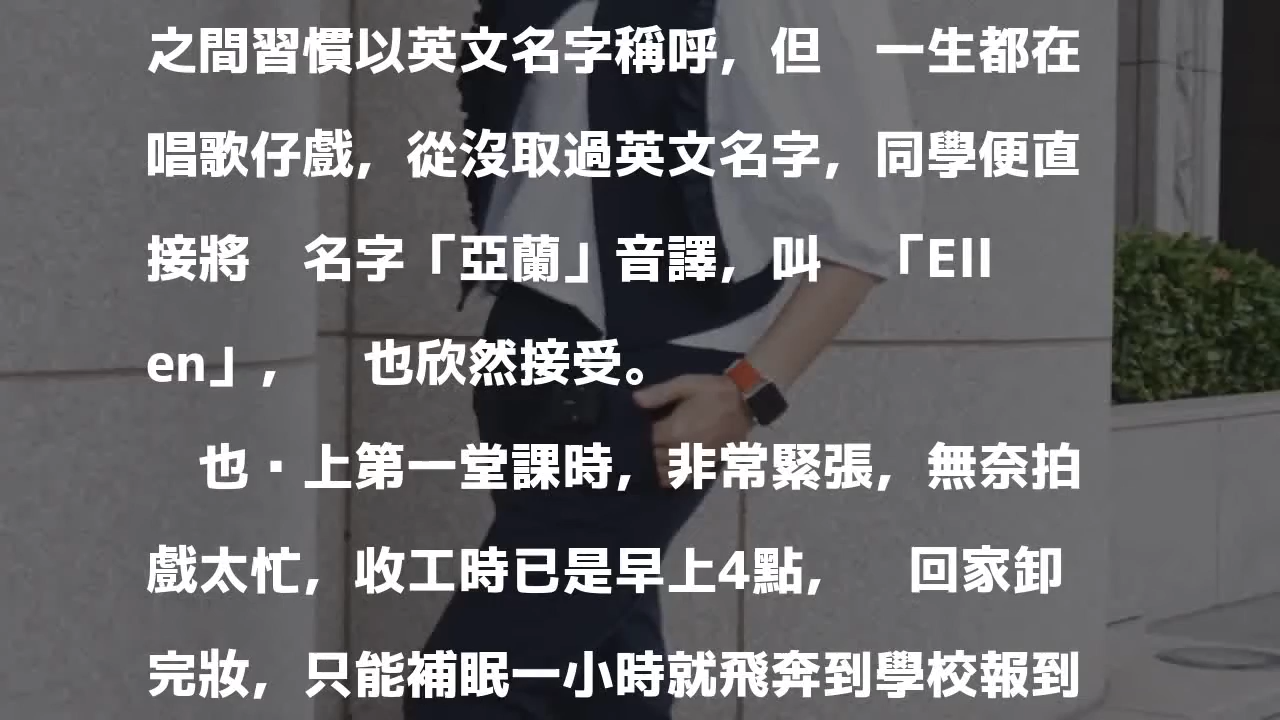 之間習慣以英文名字稱呼，但　一生都在
唱歌仔戲，從沒取過英文名字，同學便直
接將　名字「亞蘭」音譯，叫　「Ell
en」，　也欣然接受。
　也·上第一堂課時，非常緊張，無奈拍
戲太忙，收工時已是早上4點，　回家卸
完妝，只能補眠一小時就飛奔到學校報到